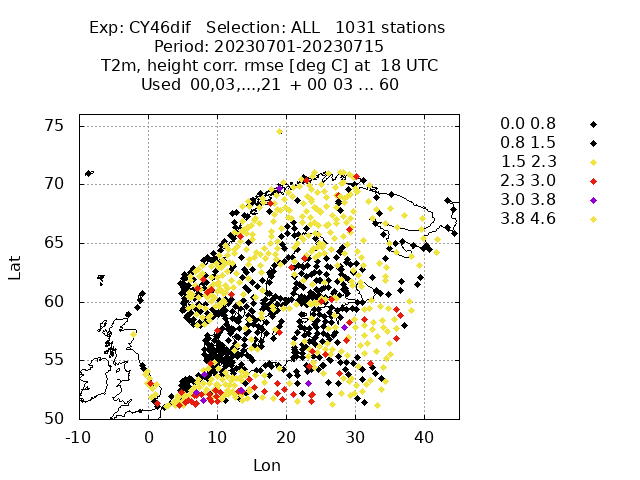 Exp: CY46dif   Selection: ALL   1031 stations
Period: 20230701-20230715
T2m, height corr. rmse [deg C] at  18 UTC
Used  00,03,...,21  + 00 03 ... 60
75
70
65
60
55
50
-10 0 10 20 30 40
Lat
Lon
0.0 0.8
0.8 1.5
1.5 2.3
2.3 3.0
3.0 3.8
3.8 4.6